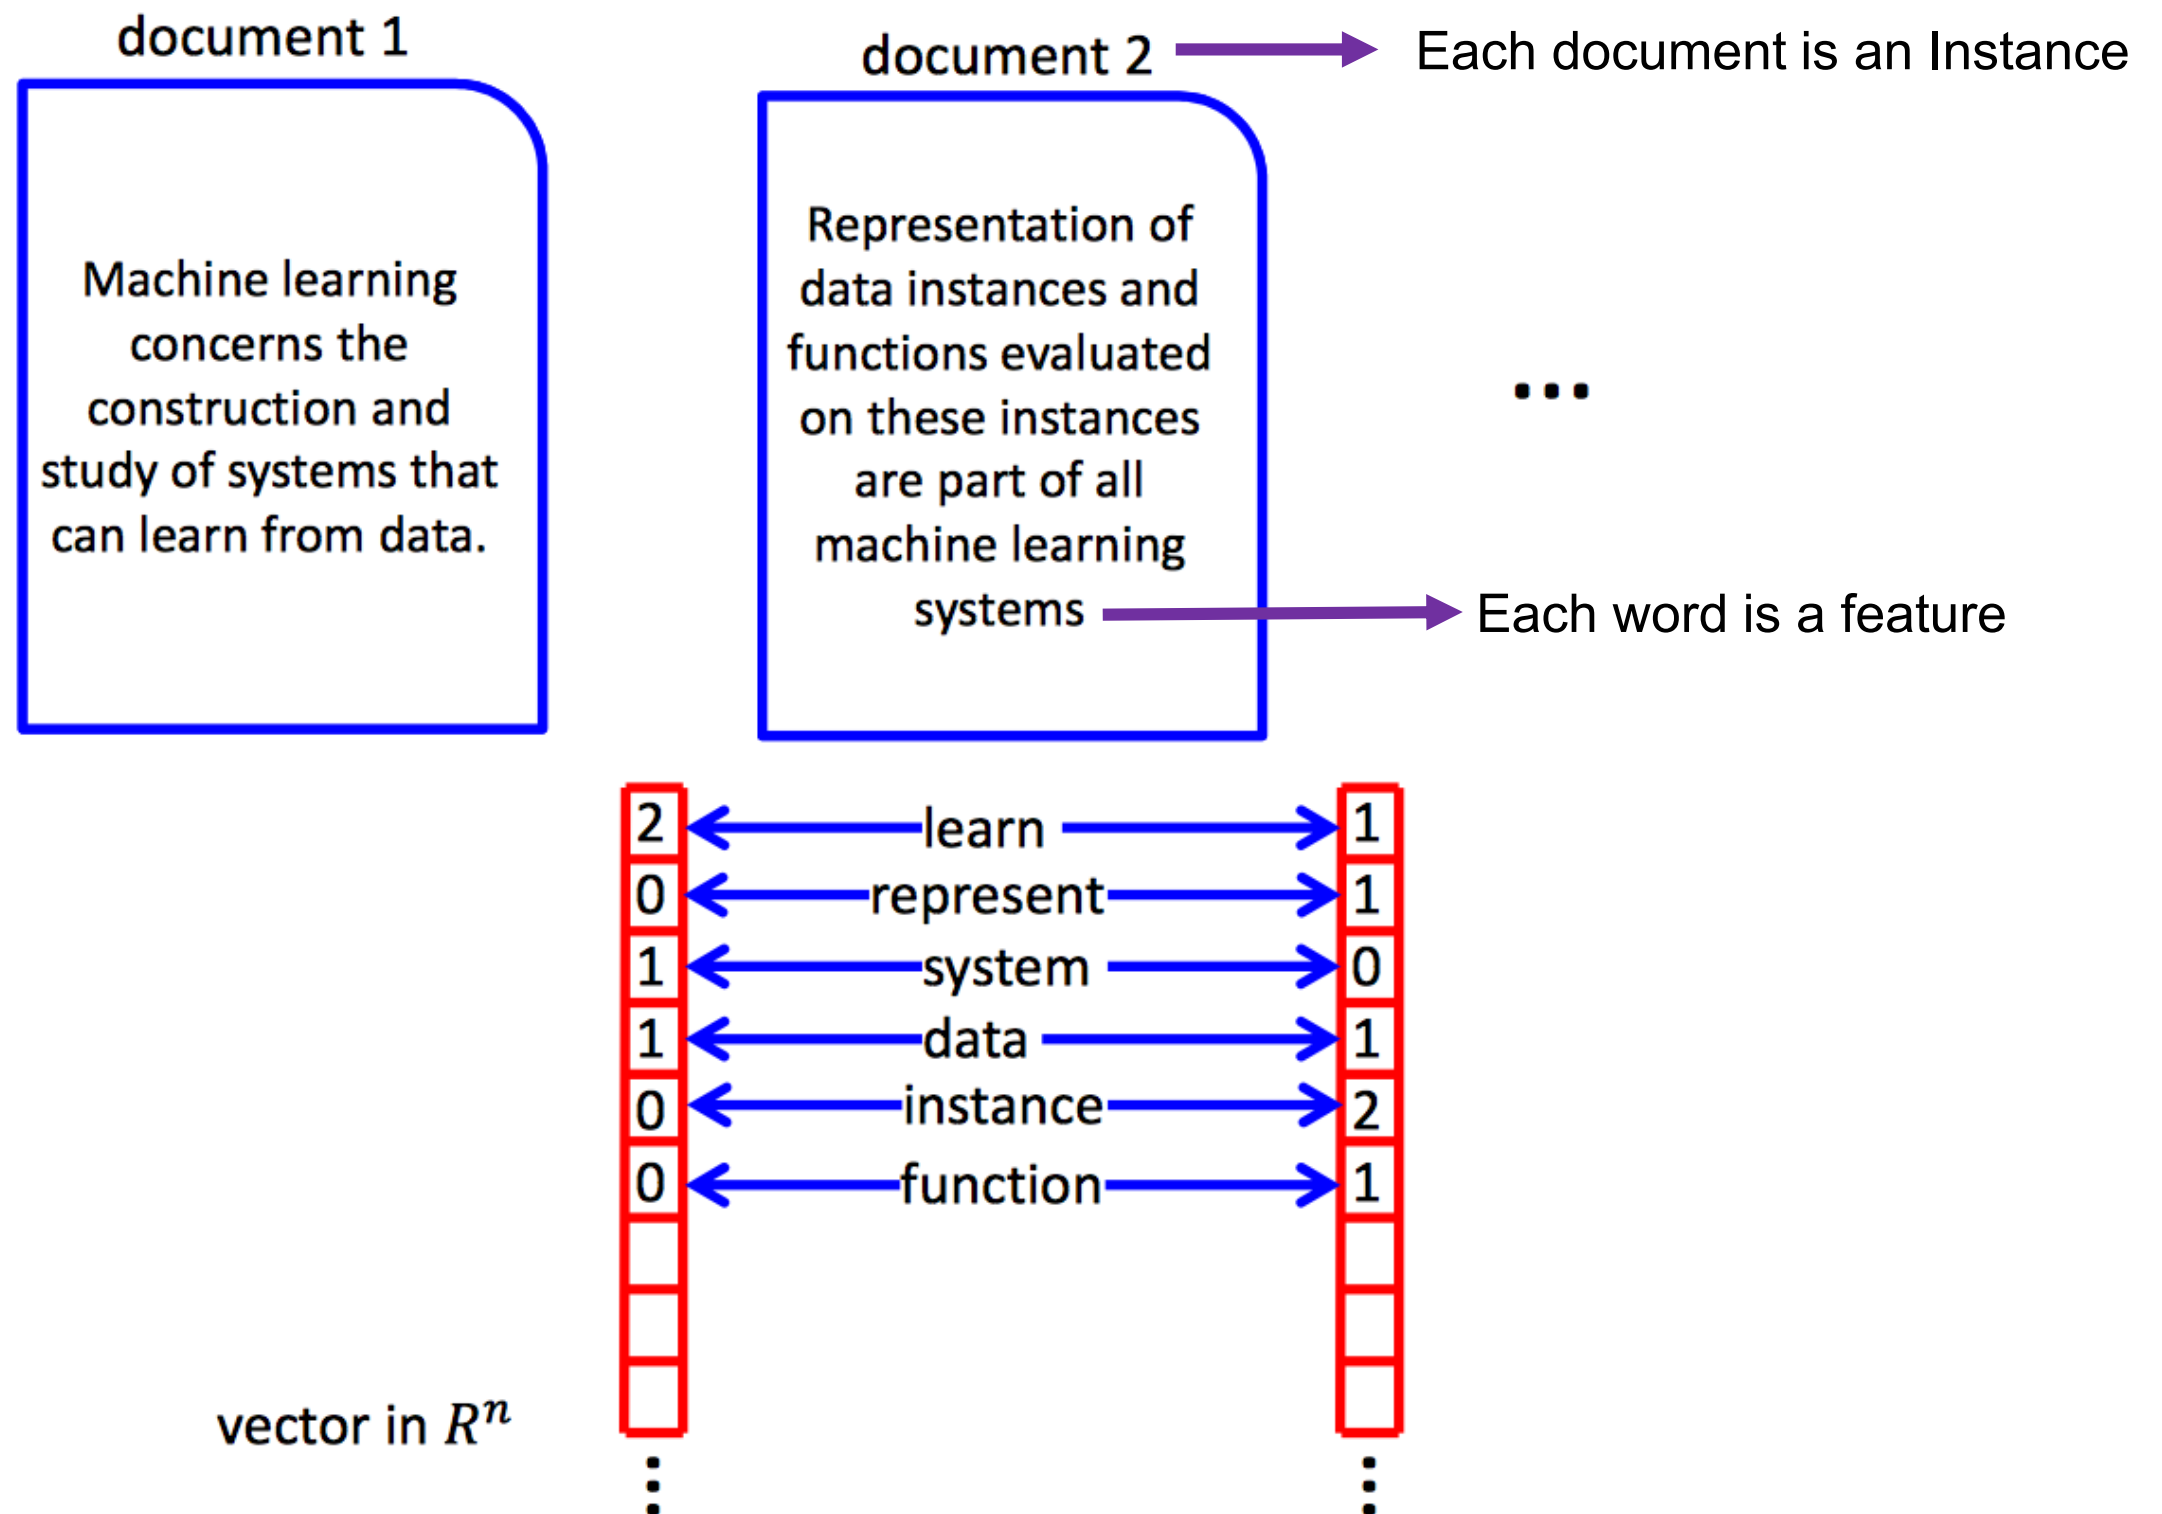 document 1
Machine learning
concerns the
construction and
study of systems that
can learn from data.
document 2
Each document is an Instance
Representation of
data instances and
functions evaluated
on these instances
are part of all
machine learning
systems
Each word is a feature
...
2 learn 1
0 represent 1
1 system 0
1 data 1
0 instance 2
0 function 1
vector in Rⁿ